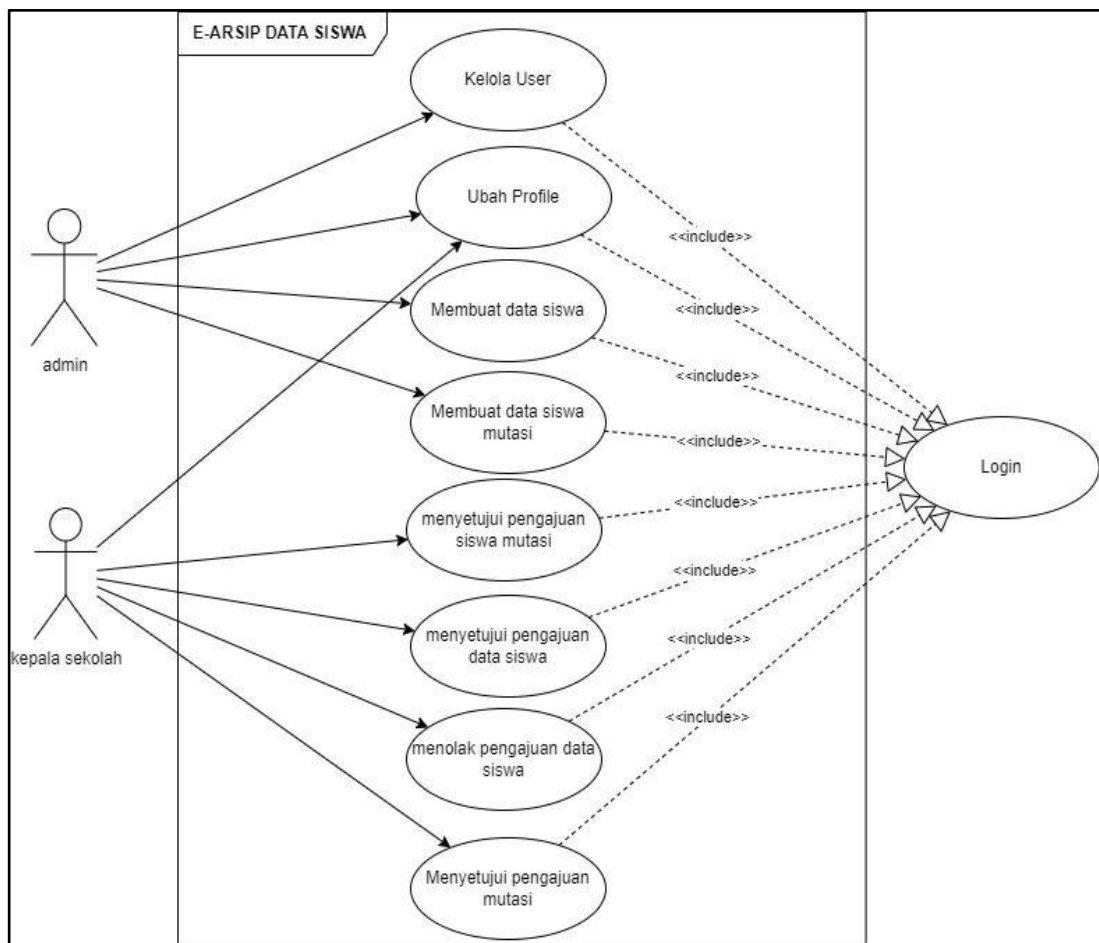 E-ARSIP DATA SISWA
Kelola User
Ubah Profile
<<include>>
admin
Membuat data siswa
<<include>>
<<include>>
Membuat data siswa
mutasi
<<include>>
Login
menyetujui pengajuan
siswa mutasi
<<include>>
kepala sekolah
menyetujui pengajuan
data siswa
<<include>>
<<include>>
menolak pengajuan data
siswa
<<include>>
Menyetujui pengajuan
mutasi